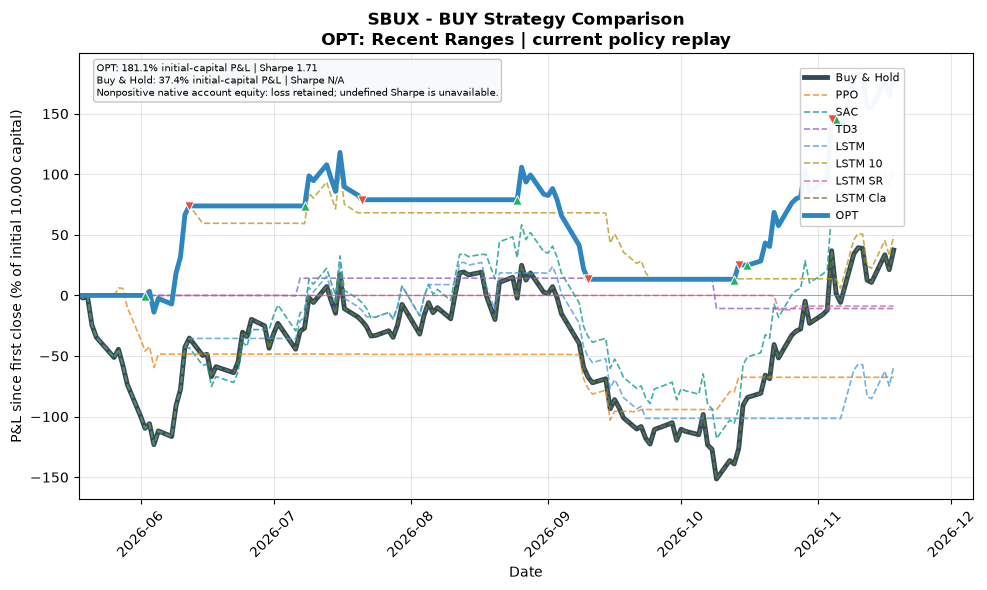 SBUX - BUY Strategy Comparison
OPT: Recent Ranges | current policy replay
OPT: 181.1% initial-capital P&L | Sharpe 1.71
Buy & Hold: 37.4% initial-capital P&L | Sharpe N/A
Nonpositive native account equity: loss retained; undefined Sharpe is unavailable.
Buy & Hold
PPO
SAC
TD3
LSTM
LSTM 10
LSTM SR
LSTM Cla
OPT
P&L since first close (% of initial 10,000 capital)
150
100
50
0
−50
−100
−150
2026-06
2026-07
2026-08
2026-09
2026-10
2026-11
2026-12
Date